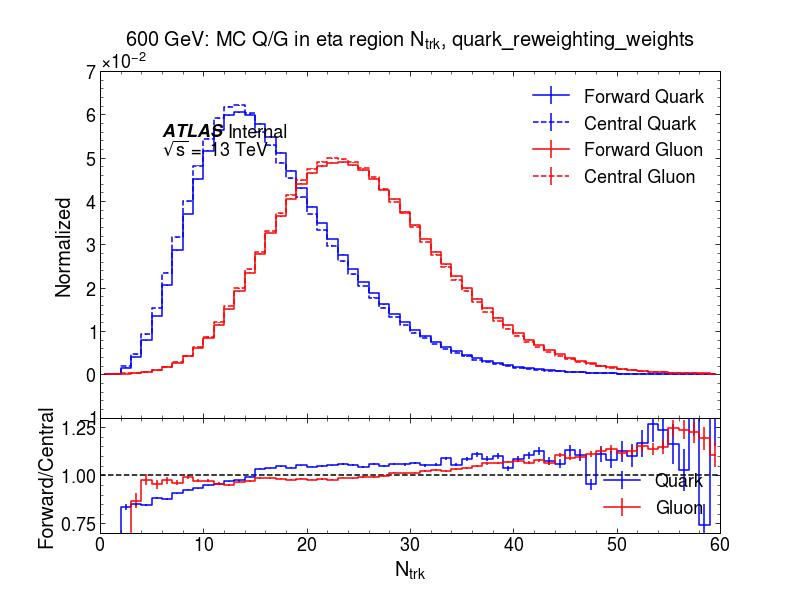 600 GeV: MC Q/G in eta region Ntrk, quark_reweighting_weights
×10−2
7
6
5
4
3
2
1
0
1
Normalized
ATLAS Internal
√s = 13 TeV
Forward Quark
Central Quark
Forward Gluon
Central Gluon
1.25
1.00
0.75
Forward/Central
Quark
Gluon
0 10 20 30 40 50 60
Ntrk